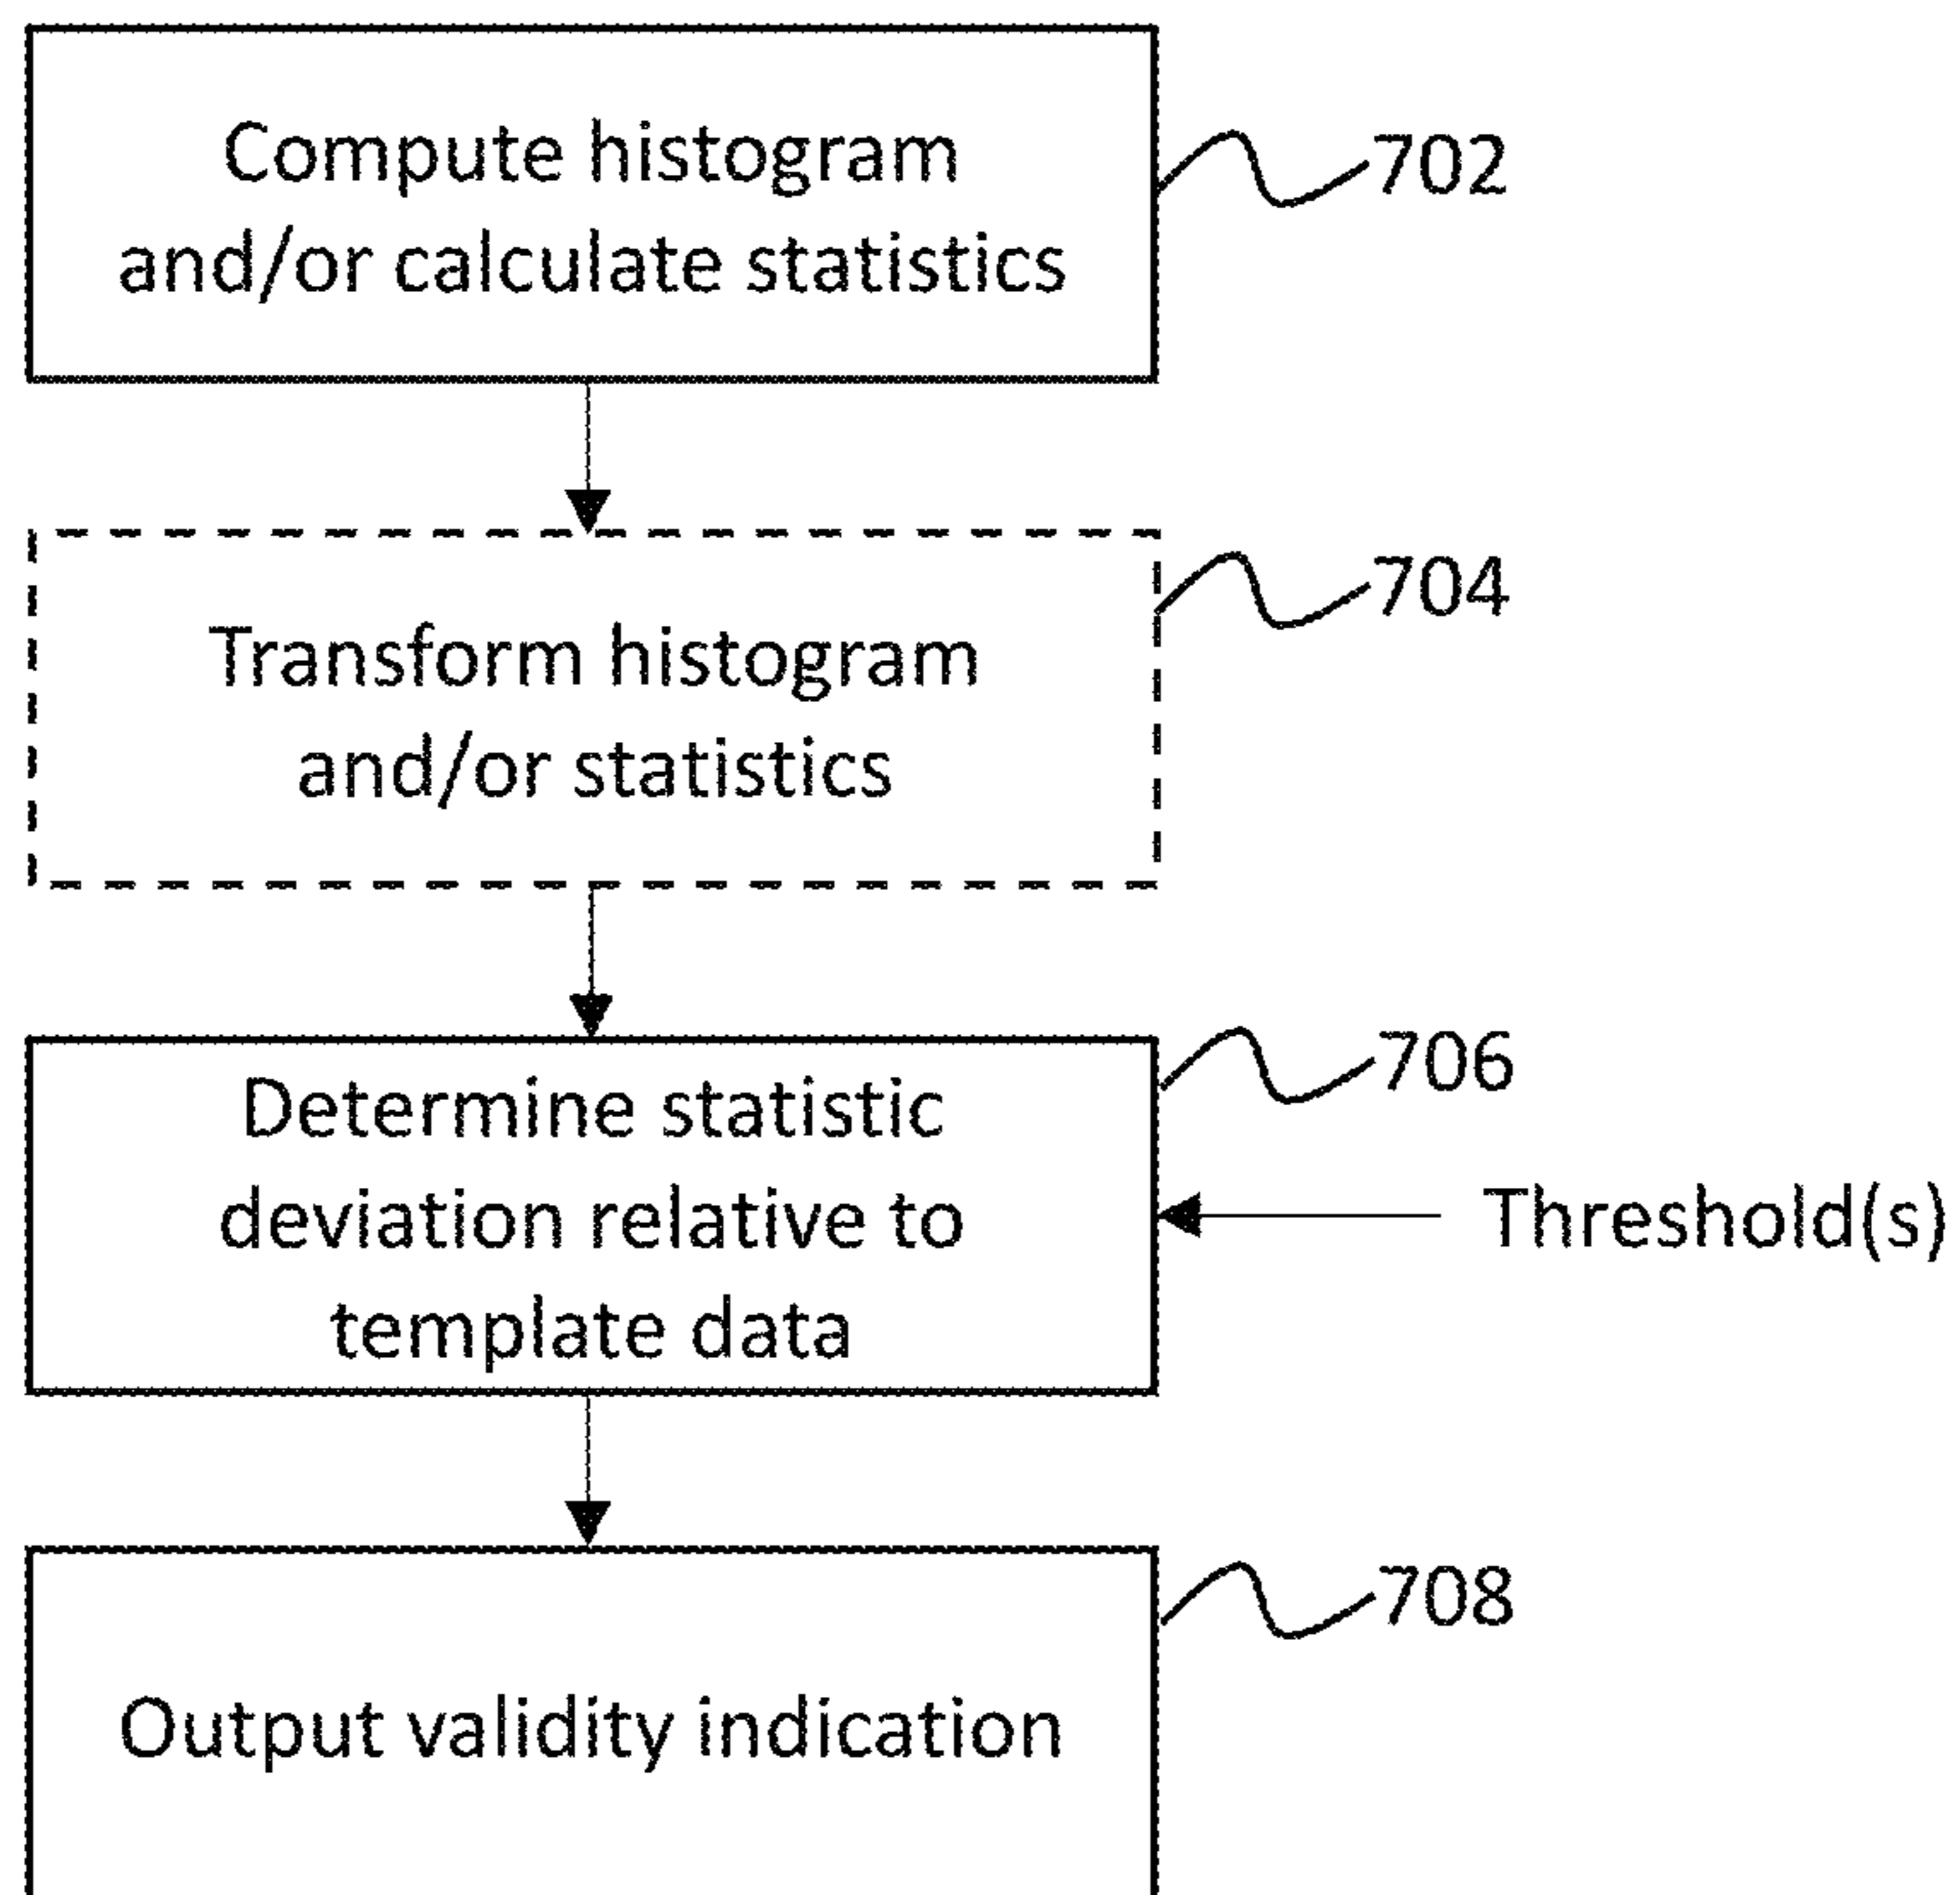 Compute histogram
and/or calculate statistics
702
Transform histogram
and/or statistics
704
Determine statistic
deviation relative to
template data
706
Threshold(s)
Output validity indication
708